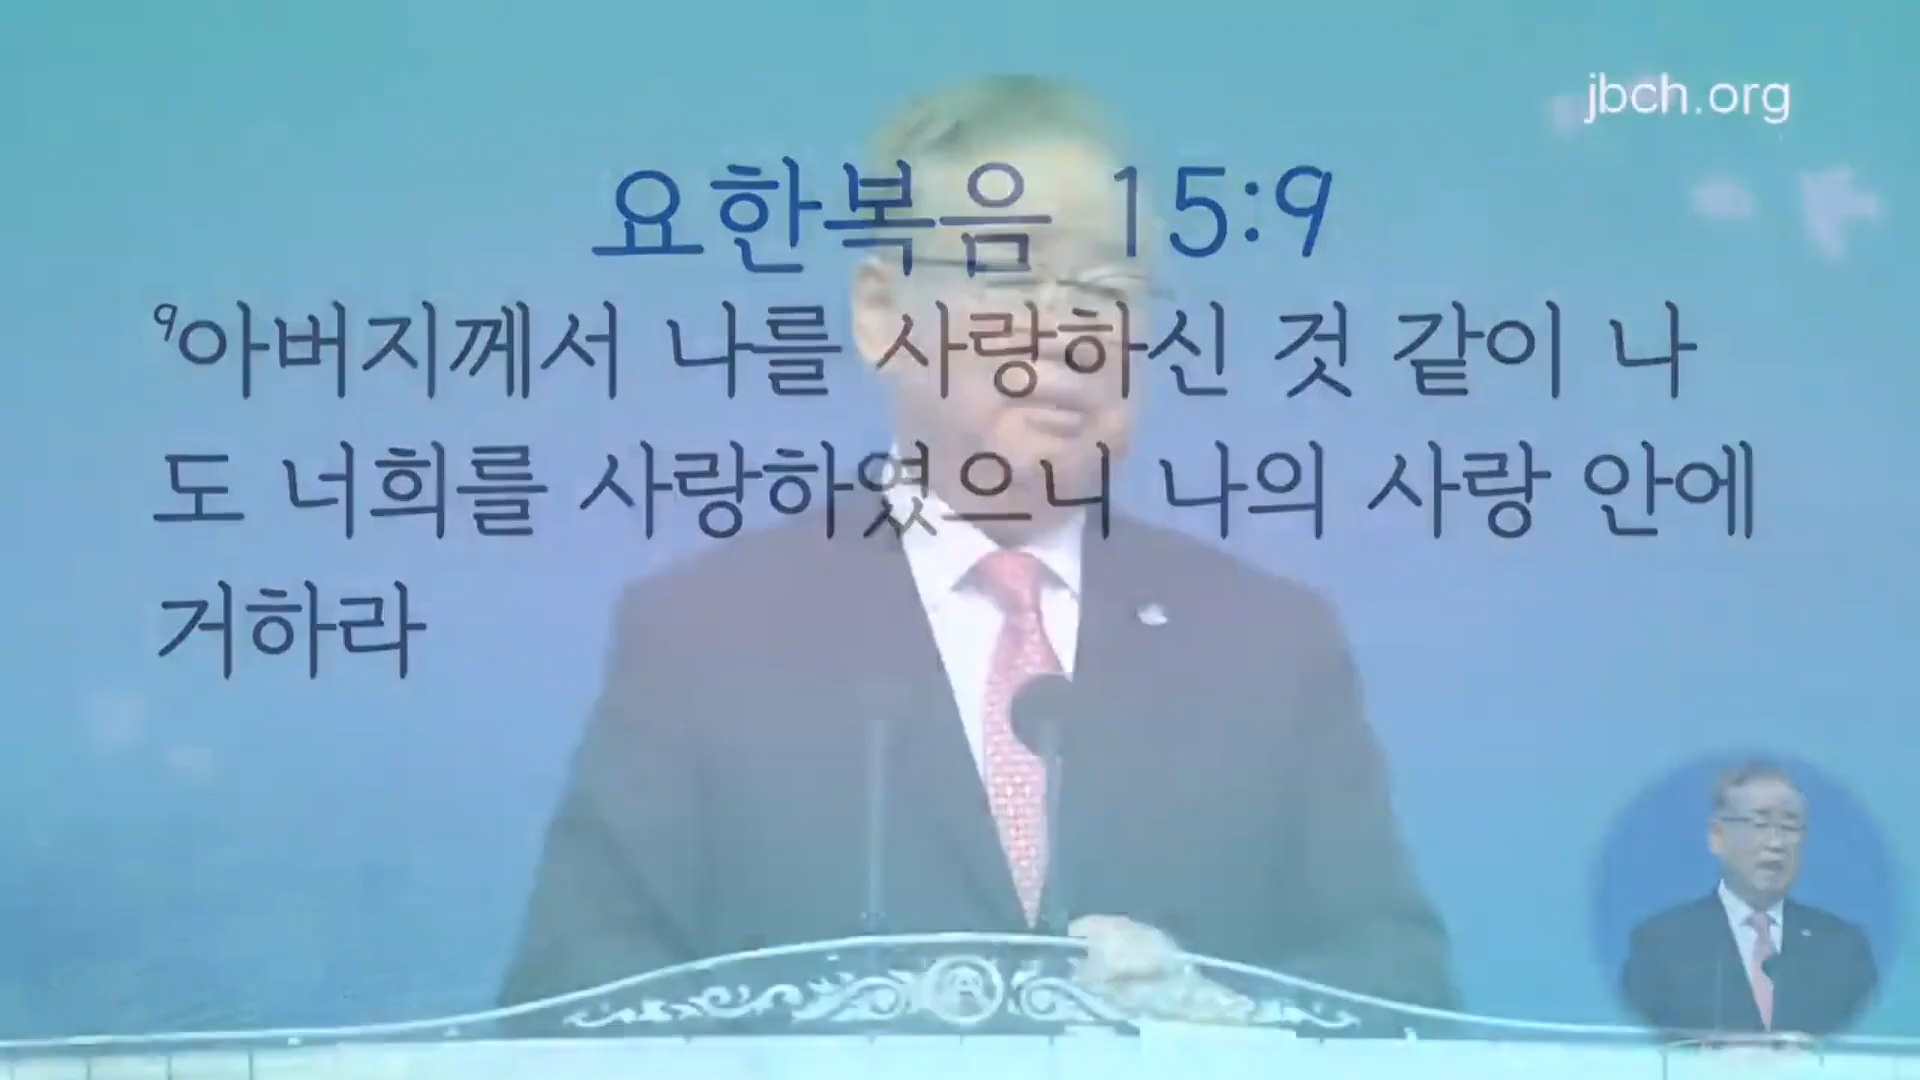 jbch.org
요한복음 15:9
9아버지께서 나를 사랑하신 것 같이 나
도 너희를 사랑하였으니 나의 사랑 안에
거하라